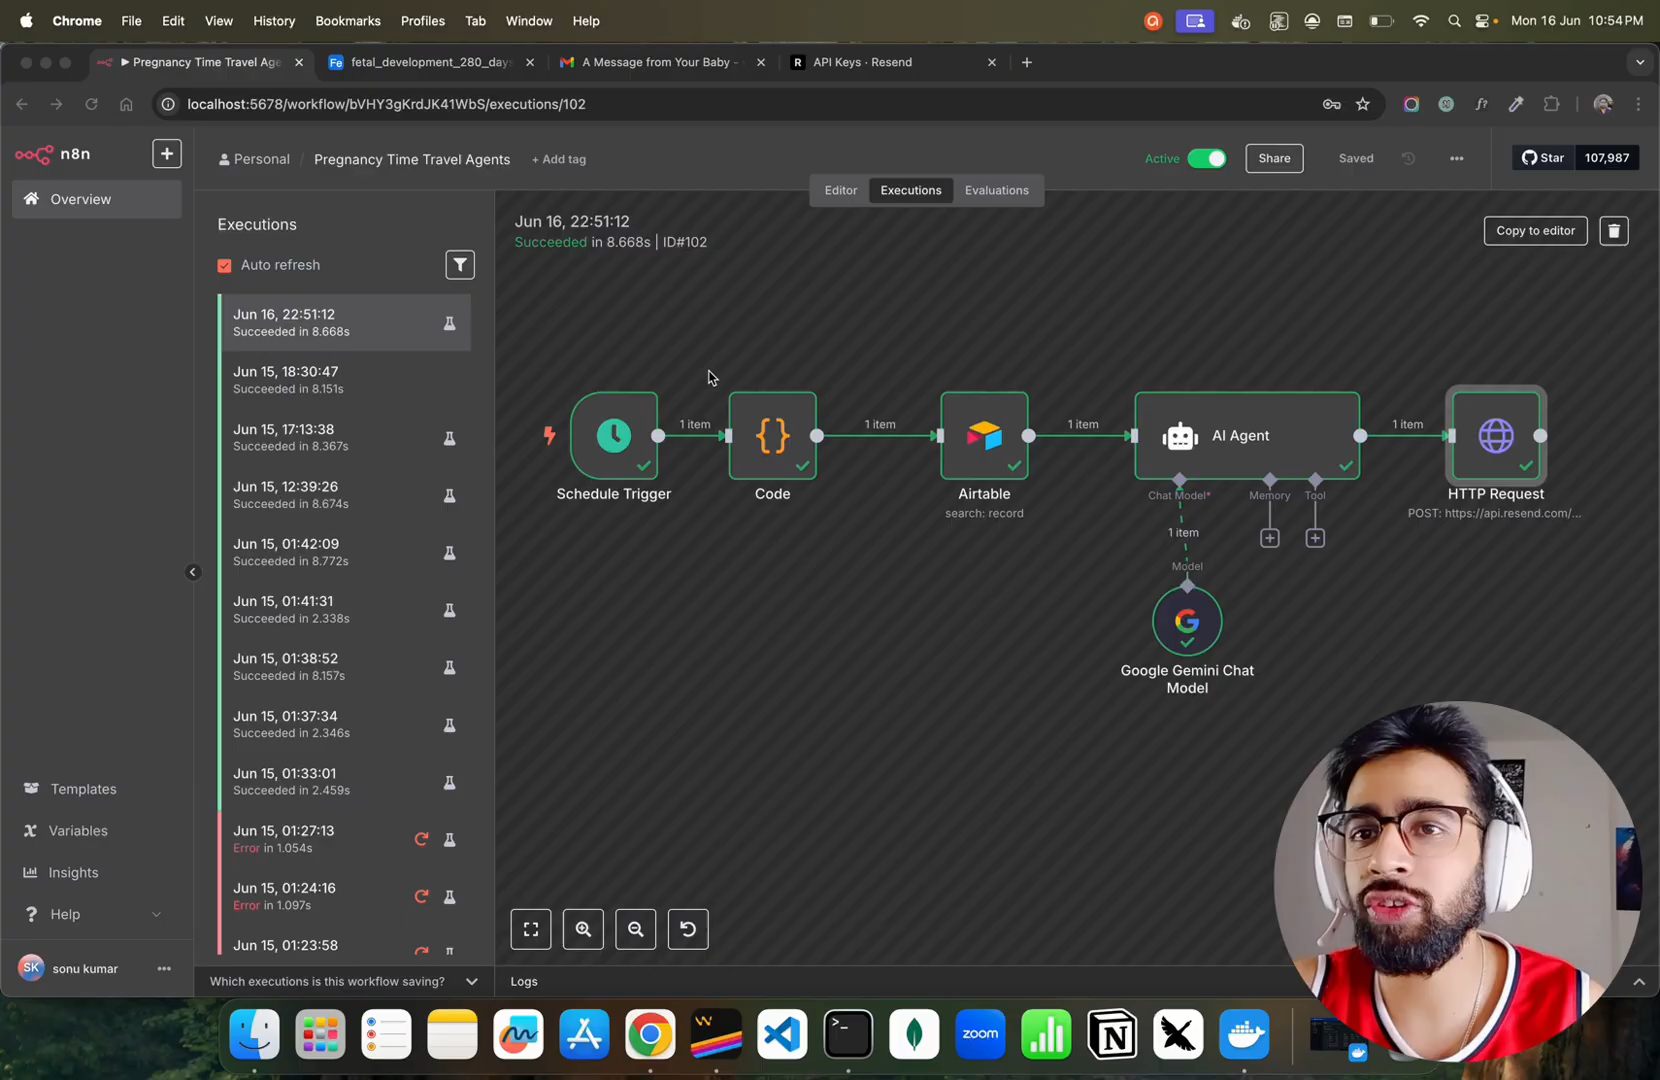 Chrome File Edit View History Bookmarks Profiles Tab Window Help
Mon 16 Jun 10:54 PM
Pregnancy Time Travel Age
fetal_development_280_days
A Message from Your Baby -
R API Keys · Resend
localhost:5678/workflow/bVHY3gKrdJK41WbS/executions/102
f?
n8n
Personal / Pregnancy Time Travel Agents + Add tag
Active
Share
Saved
Star 107,987
Overview
Editor Executions Evaluations
Executions
Auto refresh
Jun 16, 22:51:12
Succeeded in 8.668s | ID#102
Copy to editor
Jun 16, 22:51:12
Succeeded in 8.668s
Jun 15, 18:30:47
Succeeded in 8.151s
Jun 15, 17:13:38
Succeeded in 8.367s
Jun 15, 12:39:26
Succeeded in 8.674s
Jun 15, 01:42:09
Succeeded in 8.772s
Jun 15, 01:41:31
Succeeded in 2.338s
Jun 15, 01:38:52
Succeeded in 8.157s
Jun 15, 01:37:34
Succeeded in 2.346s
Jun 15, 01:33:01
Succeeded in 2.459s
Jun 15, 01:27:13
Error in 1.054s
Jun 15, 01:24:16
Error in 1.097s
Jun 15, 01:23:58
1 item
1 item
1 item
1 item
AI Agent
Schedule Trigger
Code
Airtable
search: record
Chat Model*
Memory
Tool
HTTP Request
POST: https://api.resend.com/...
1 item
Model
Google Gemini Chat
Model
Templates
Variables
Insights
Help
SK sonu kumar
Which executions is this workflow saving?
Logs
zoom